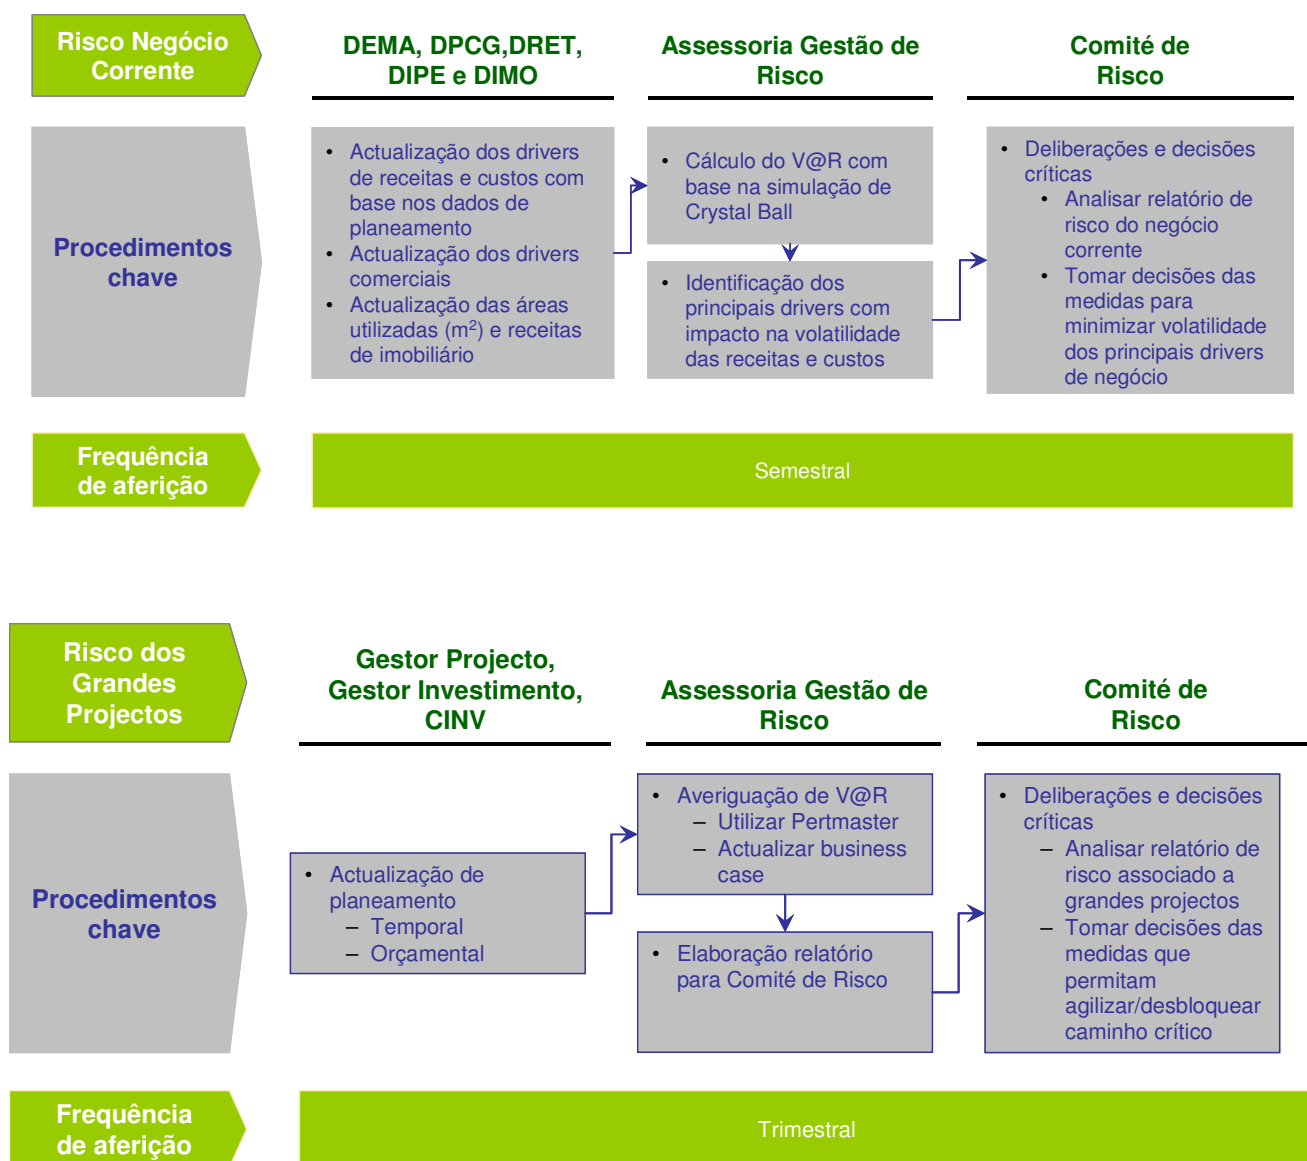 Risco Negócio
Corrente
DEMA, DPCG,DRET,
DIPE e DIMO
Assessoria Gestão de
Risco
Comité de
Risco
Procedimentos
chave
• Actualização dos drivers
de receitas e custos com
base nos dados de
planeamento
• Actualização dos drivers
comerciais
• Actualização das áreas
utilizadas (m²) e receitas
de imobiliário
• Cálculo do V@R com
base na simulação de
Crystal Ball
• Identificação dos
principais drivers com
impacto na volatilidade
das receitas e custos
• Deliberações e decisões
críticas
• Analisar relatório de
risco do negócio
corrente
• Tomar decisões das
medidas para
minimizar volatilidade
dos principais drivers
de negócio
Frequência
de aferição
Semestral
Risco dos
Grandes
Projectos
Gestor Projecto,
Gestor Investimento,
CINV
Assessoria Gestão de
Risco
Comité de
Risco
Procedimentos
chave
• Actualização de
planeamento
– Temporal
– Orçamental
• Averiguação de V@R
– Utilizar Pertmaster
– Actualizar business
case
• Elaboração relatório
para Comité de Risco
• Deliberações e decisões
críticas
– Analisar relatório de
risco associado a
grandes projectos
– Tomar decisões das
medidas que
permitam
agilizar/desbloquear
caminho crítico
Frequência
de aferição
Trimestral